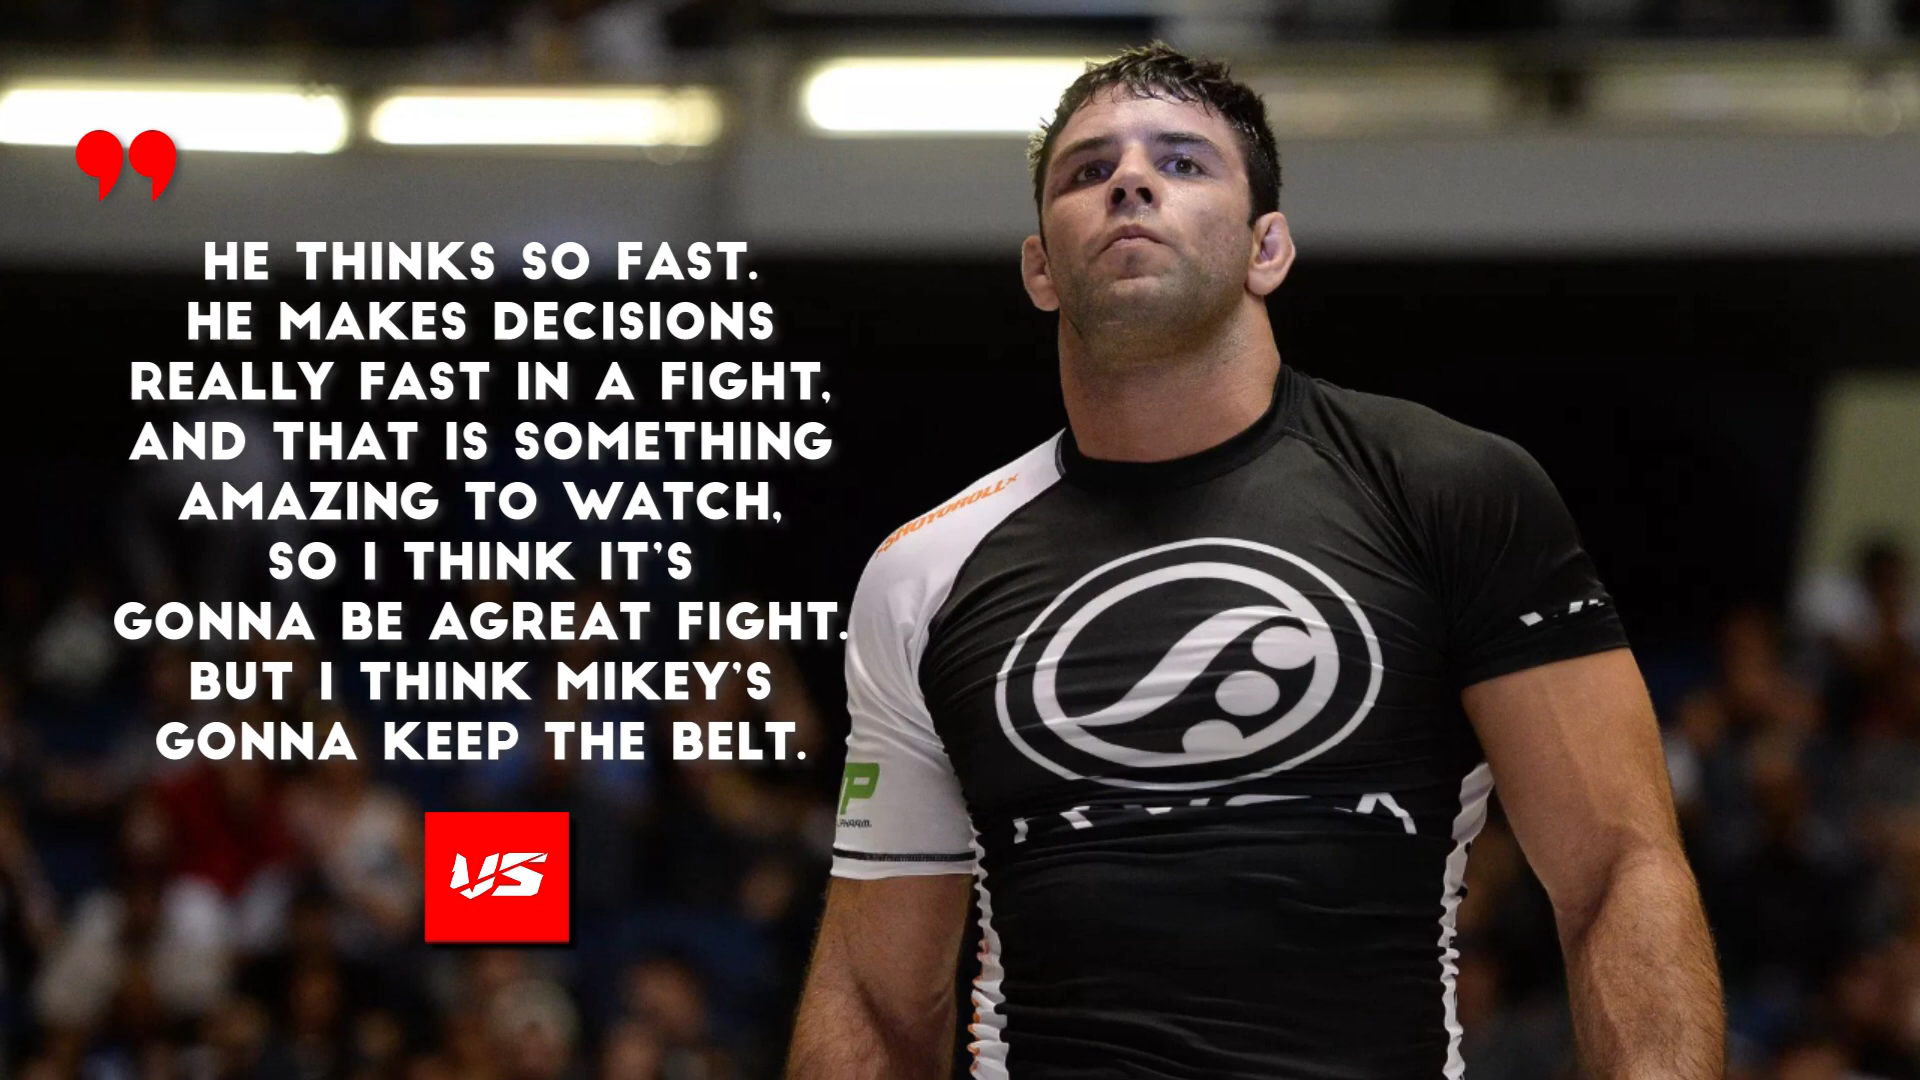 HE THINKS SO FAST.
HE MAKES DECISIONS
REALLY FAST IN A FIGHT,
AND THAT IS SOMETHING
AMAZING TO WATCH,
SO I THINK IT'S
GONNA BE AGREAT FIGHT.
BUT I THINK MIKEY'S
GONNA KEEP THE BELT.
VS
SHOYOROLL